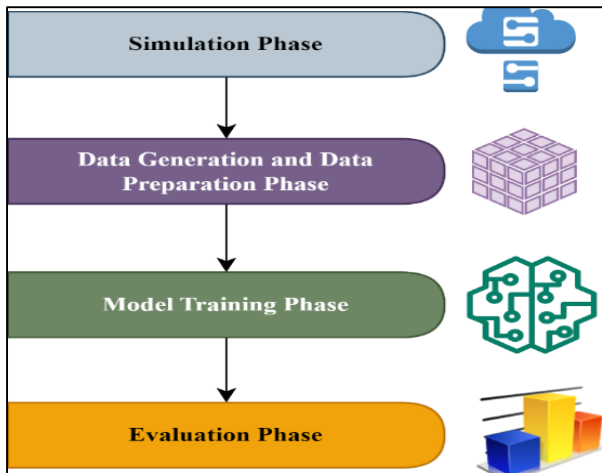 Simulation Phase
Data Generation and Data
Preparation Phase
Model Training Phase
Evaluation Phase